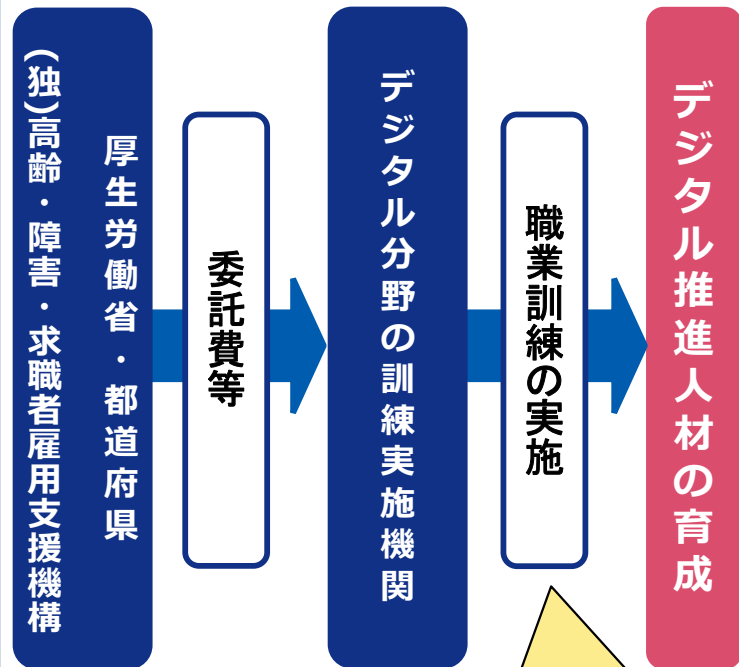 厚生労働省・都道府県
(独)高齢・障害・求職者雇用支援機構
委託費等
デジタル分野の訓練実施機関
職業訓練の実施
デジタル推進人材の育成